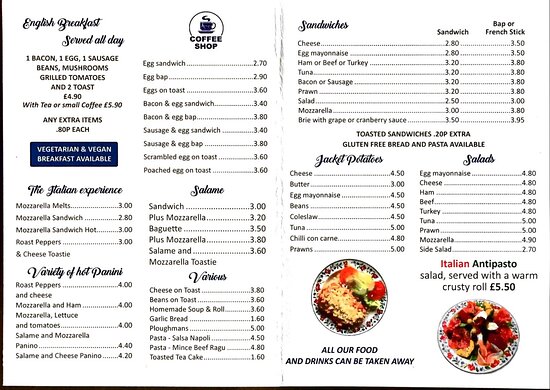 English Breakfast
Served all day
1 BACON, 1 EGG, 1 SAUSAGE
BEANS, MUSHROOMS
GRILLED TOMATOES
AND 2 TOAST
£4.90
With Tea or small Coffee £5.90
ANY EXTRA ITEMS
.80P EACH
VEGETARIAN & VEGAN
BREAKFAST AVAILABLE
The Italian experience
Mozzarella Melts 3.00
Mozzarella Sandwich 2.80
Mozzarella Sandwich Hot 3.00
Roast Peppers 3.00
& Cheese Toastie
Variety of hot Panini
Roast Peppers 4.00
and cheese
Mozzarella and Ham 4.00
Mozzarella, Lettuce
and tomatoes 4.00
Salame and Mozzarella
Panino 4.40
Salame and Cheese Panino 4.20
COFFEE
SHOP
Egg sandwich 2.70
Egg bap 2.90
Eggs on toast 3.60
Bacon & egg sandwich 3.40
Bacon & egg bap 3.80
Sausage & egg sandwich 3.40
Sausage & egg bap 3.80
Scrambled egg on toast 3.60
Poached egg on toast 3.60
Salame
Sandwich 3.00
Plus Mozzarella 3.20
Baguette 3.50
Plus Mozzarella 3.80
Salame and 3.60
Mozzarella Toastie
Various
Cheese on Toast 3.80
Beans on Toast 3.60
Homemade Soup & Roll 3.60
Garlic Bread 1.60
Ploughmans 5.00
Pasta - Salsa Napoli 4.50
Pasta - Mince Beef Ragu 4.80
Toasted Tea Cake 1.60
Sandwiches
Sandwich
Bap or
French Stick
Cheese 2.80 3.50
Egg mayonnaise 2.80 3.50
Ham or Beef or Turkey 3.20 3.80
Tuna 3.20 3.80
Bacon or Sausage 3.20 3.80
Prawn 3.20 3.80
Salad 2.50 3.00
Mozzarella 3.00 3.80
Brie with grape or cranberry sauce 3.50 3.95
TOASTED SANDWICHES .20P EXTRA
GLUTEN FREE BREAD AND PASTA AVAILABLE
Jacket Potatoes
Cheese 4.50
Butter 3.00
Egg mayonnaise 4.50
Beans 4.50
Coleslaw 4.50
Tuna 5.00
Chilli con carne 4.80
Prawns 5.00
ALL OUR FOOD
AND DRINKS CAN BE TAKEN AWAY
Salads
Egg mayonnaise 4.80
Cheese 4.80
Ham 4.80
Beef 4.80
Turkey 4.80
Tuna 5.00
Prawn 5.00
Mozzarella 4.90
Side Salad 2.70
Italian Antipasto
salad, served with a warm
crusty roll £5.50